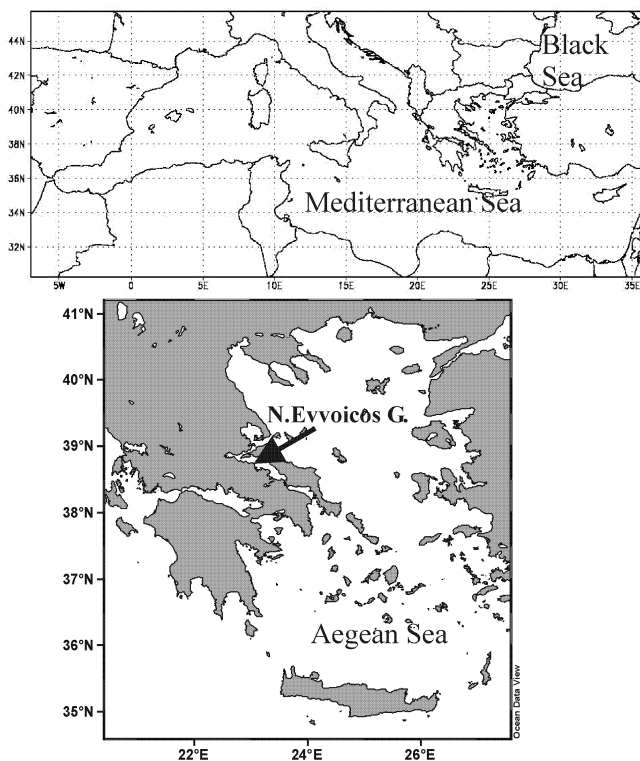 44N
42N
40N
38N
36N
34N
32N
Black
Sea
Mediterranean Sea
5W 0 5E 10E 15E 20E 25E 30E 35E
41°N
40°N
39°N
38°N
37°N
36°N
35°N
N.Evvoicos G.
Aegean Sea
Ocean Data View
22°E 24°E 26°E